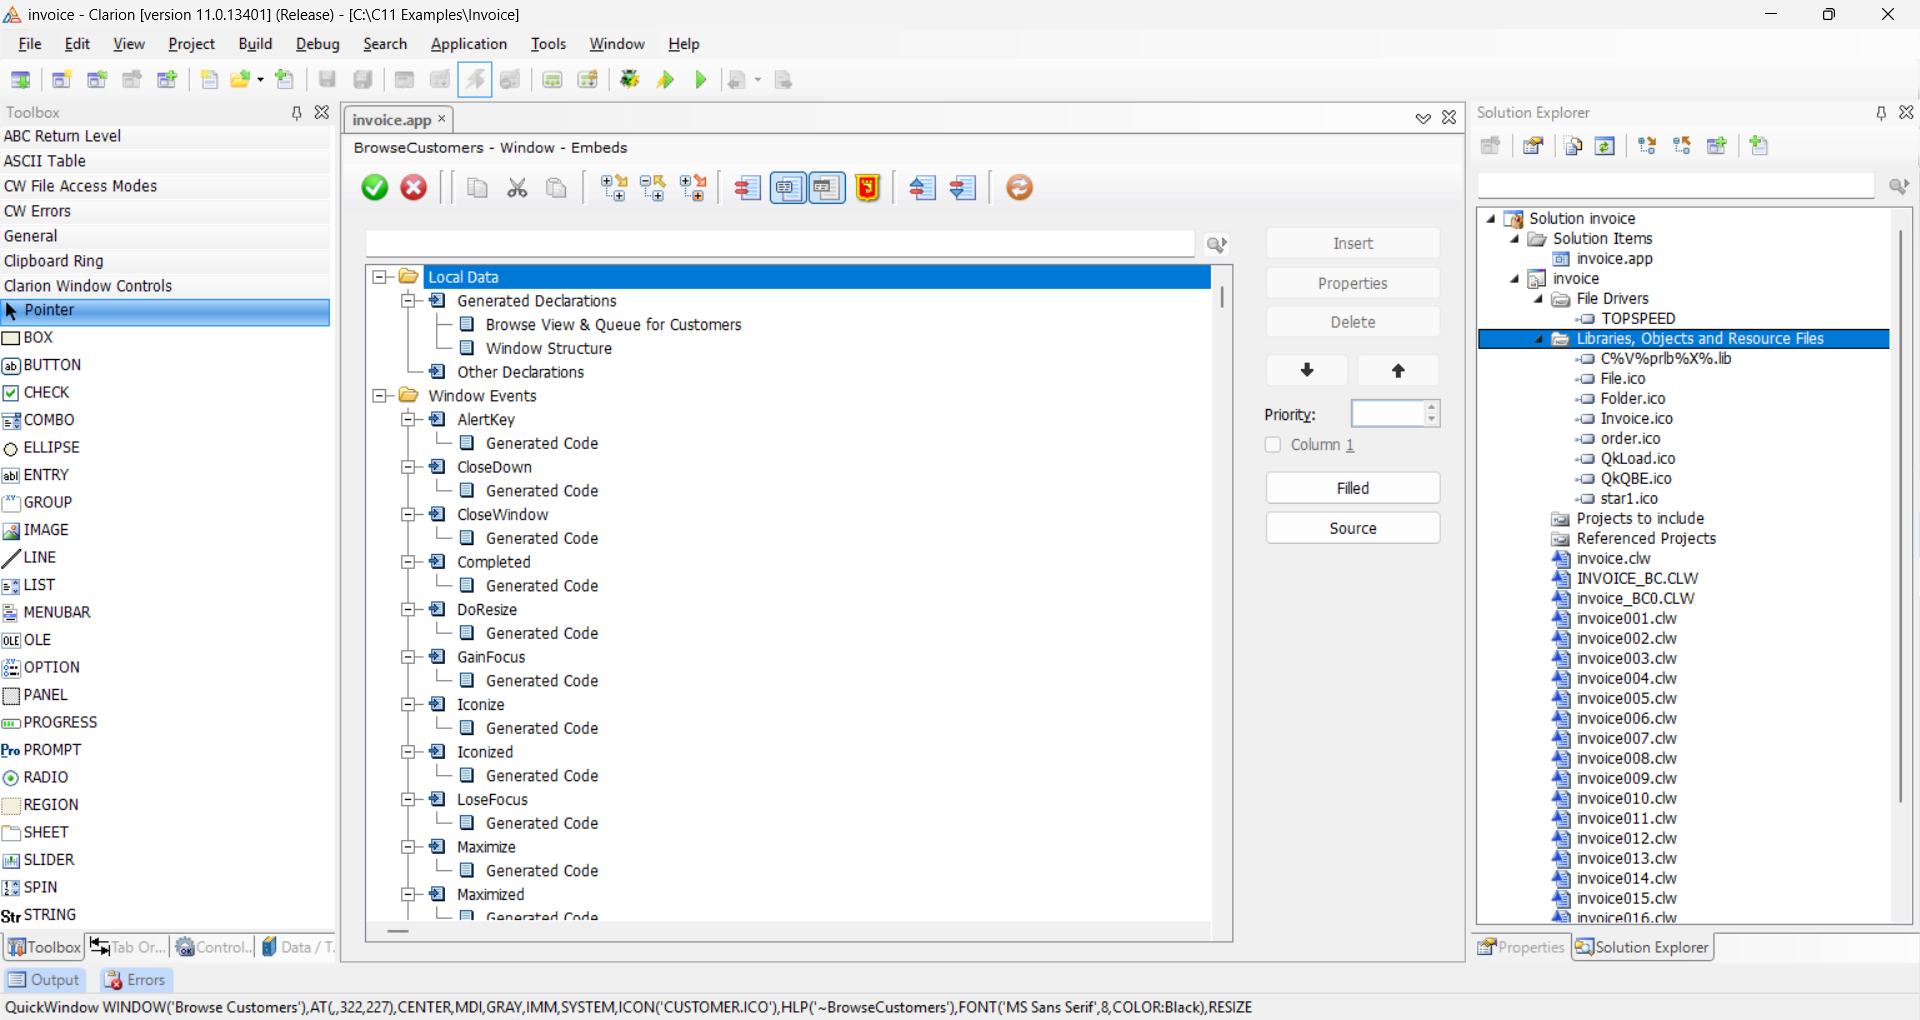 invoice - Clarion [version 11.0.13401] (Release) - [C:\C11 Examples\Invoice]
File Edit View Project Build Debug Search Application Tools Window Help
Toolbox
ABC Return Level
ASCII Table
CW File Access Modes
CW Errors
General
Clipboard Ring
Clarion Window Controls
Pointer
BOX
BUTTON
CHECK
COMBO
ELLIPSE
ENTRY
GROUP
IMAGE
LINE
LIST
MENUBAR
OLE
OPTION
PANEL
PROGRESS
PROMPT
RADIO
REGION
SHEET
SLIDER
SPIN
STRING
Toolbox Tab Or... Control... Data / T...
Output Errors
invoice.app
BrowseCustomers - Window - Embeds
Local Data
Generated Declarations
Browse View & Queue for Customers
Window Structure
Other Declarations
Window Events
AlertKey
Generated Code
CloseDown
Generated Code
CloseWindow
Generated Code
Completed
Generated Code
DoResize
Generated Code
GainFocus
Generated Code
Iconize
Generated Code
Iconized
Generated Code
LoseFocus
Generated Code
Maximize
Generated Code
Maximized
Generated Code
Insert
Properties
Delete
Priority:
Column 1
Filled
Source
Solution Explorer
Solution invoice
Solution Items
invoice.app
invoice
File Drivers
TOPSPEED
Libraries, Objects and Resource Files
C%V%prlb%X%.lib
File.ico
Folder.ico
Invoice.ico
order.ico
QkLoad.ico
QkQBE.ico
star1.ico
Projects to include
Referenced Projects
invoice.clw
INVOICE_BC.CLW
invoice_BC0.CLW
invoice001.clw
invoice002.clw
invoice003.clw
invoice004.clw
invoice005.clw
invoice006.clw
invoice007.clw
invoice008.clw
invoice009.clw
invoice010.clw
invoice011.clw
invoice012.clw
invoice013.clw
invoice014.clw
invoice015.clw
invoice016.clw
Properties Solution Explorer
QuickWindow WINDOW('Browse Customers'),AT(,,322,227),CENTER,MDI,GRAY,IMM,SYSTEM,ICON('CUSTOMER.ICO'),HLP('~BrowseCustomers'),FONT('MS Sans Serif',8,COLOR:Black),RESIZE